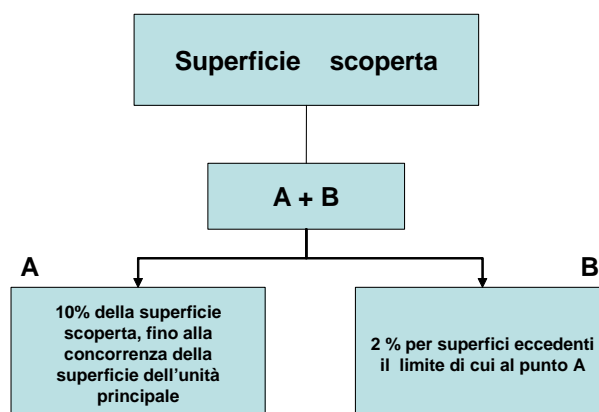 Superficie scoperta
A + B
A
B
10% della superficie
scoperta, fino alla
concorrenza della
superficie dell'unità
principale
2 % per superfici eccedenti
il limite di cui al punto A